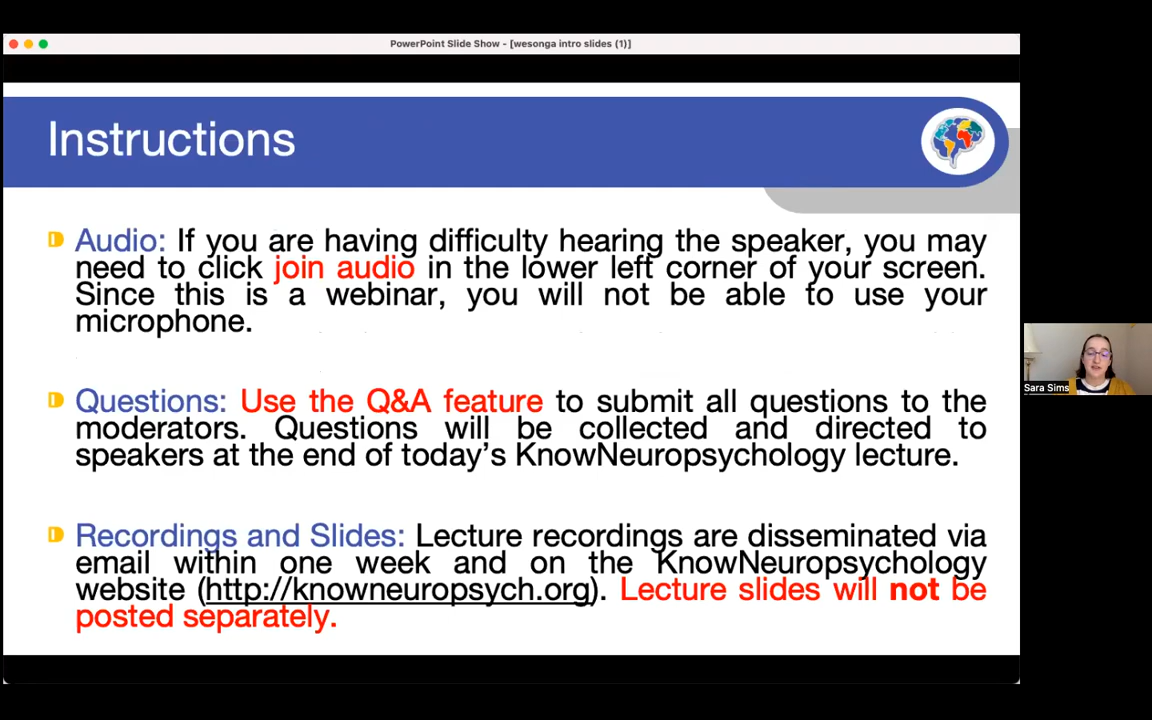 PowerPoint Slide Show - [wesonga intro slides (1)]
Instructions
Audio: If you are having difficulty hearing the speaker, you may
need to click join audio in the lower left corner of your screen.
Since this is a webinar, you will not be able to use your
microphone.
Questions: Use the Q&A feature to submit all questions to the
moderators. Questions will be collected and directed to
speakers at the end of today's KnowNeuropsychology lecture.
Recordings and Slides: Lecture recordings are disseminated via
email within one week and on the KnowNeuropsychology
website (http://knowneuropsych.org). Lecture slides will not be
posted separately.
Sara Sims